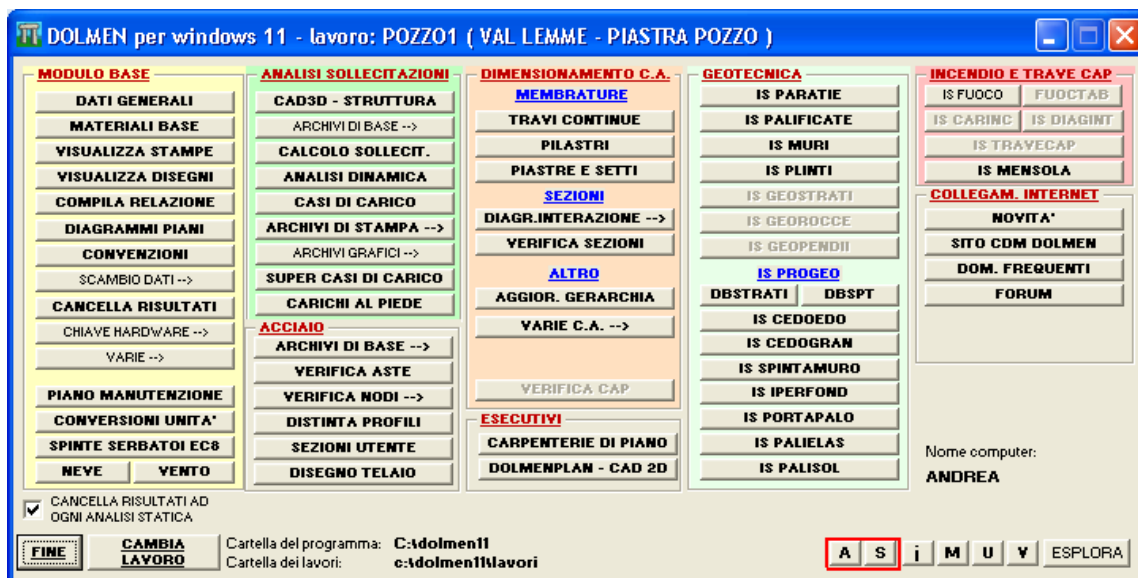 DOLMEN per windows 11 - lavoro: POZZO1 ( VAL LEMME - PIASTRA POZZO )
MODULO BASE
DATI GENERALI
MATERIALI BASE
VISUALIZZA STAMPE
VISUALIZZA DISEGNI
COMPILA RELAZIONE
DIAGRAMMI PIANI
CONVENZIONI
SCAMBIO DATI -->
CANCELLA RISULTATI
CHIAVE HARDWARE -->
VARIE -->
PIANO MANUTENZIONE
CONVERSIONI UNITA'
SPINTE SERBATOI EC8
NEVE VENTO
ANALISI SOLLECITAZIONI
CAD3D - STRUTTURA
ARCHIVI DI BASE -->
CALCOLO SOLLECIT.
ANALISI DINAMICA
CASI DI CARICO
ARCHIVI DI STAMPA -->
ARCHIVI GRAFICI -->
SUPER CASI DI CARICO
CARICHI AL PIEDE
ACCIAIO
ARCHIVI DI BASE -->
VERIFICA ASTE
VERIFICA NODI -->
DISTINTA PROFILI
SEZIONI UTENTE
DISEGNO TELAIO
DIMENSIONAMENTO C.A.
MEMBRATURE
TRAVI CONTINUE
PILASTRI
PIASTRE E SETTI
SEZIONI
DIAGR.INTERAZIONE -->
VERIFICA SEZIONI
ALTRO
AGGIOR. GERARCHIA
VARIE C.A. -->
VERIFICA CAP
ESECUTIVI
CARPENTERIE DI PIANO
DOLMENPLAN - CAD 2D
GEOTECNICA
IS PARATIE
IS PALIFICATE
IS MURI
IS PLINTI
IS GEOSTRATI
IS GEOROCCE
IS GEOPENDII
IS PROGEO
DBSTRATI DBSPT
IS CEDOEDO
IS CEDOGRAN
IS SPINTAMURO
IS IPERFOND
IS PORTAPALO
IS PALIELAS
IS PALISOL
INCENDIO E TRAVE CAP
IS FUOCO FUOCTAB
IS CARINC IS DIAGINT
IS TRAVECAP
IS MENSOLA
COLLEGAM. INTERNET
NOVITA'
SITO CDM DOLMEN
DOM. FREQUENTI
FORUM
Nome computer:
ANDREA
CANCELLA RISULTATI AD
OGNI ANALISI STATICA
FINE
CAMBIA
LAVORO
Cartella del programma: C:\dolmen11
Cartella dei lavori: c:\dolmen11\lavori
A S i M U V ESPLORA